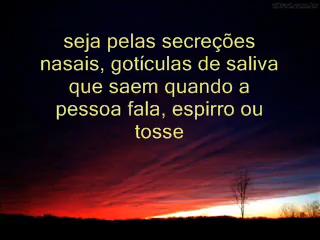 seja pelas secreções
nasais, gotículas de saliva
que saem quando a
pessoa fala, espirro ou
tosse